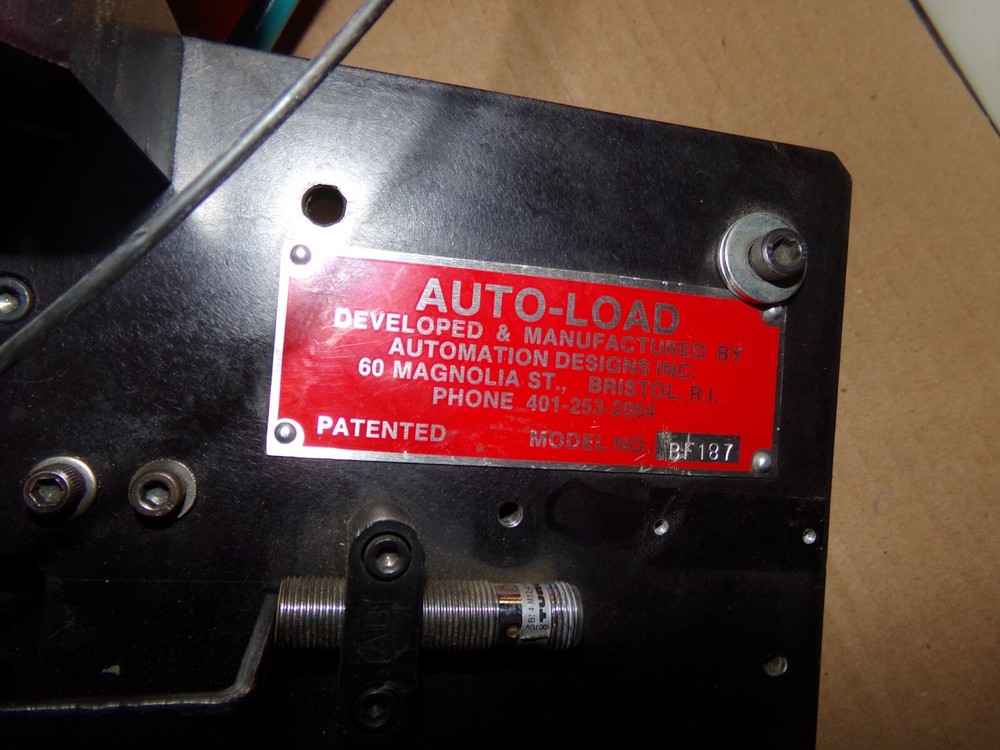 AUTO-LOAD
DEVELOPED & MANUFACTURED BY
AUTOMATION DESIGNS INC.
60 MAGNOLIA ST., BRISTOL, R.I.
PHONE 401-253-2064
PATENTED MODEL NO. BF187